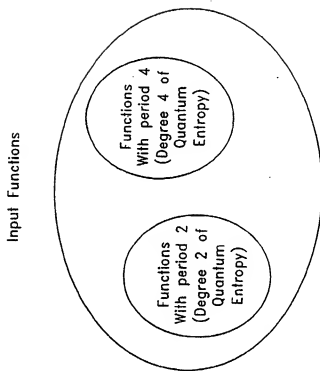 Input Functions
Functions
With period 2
(Degree 2 of
Quantum
Entropy)
Functions
With period 4
(Degree 4 of
Quantum
Entropy)